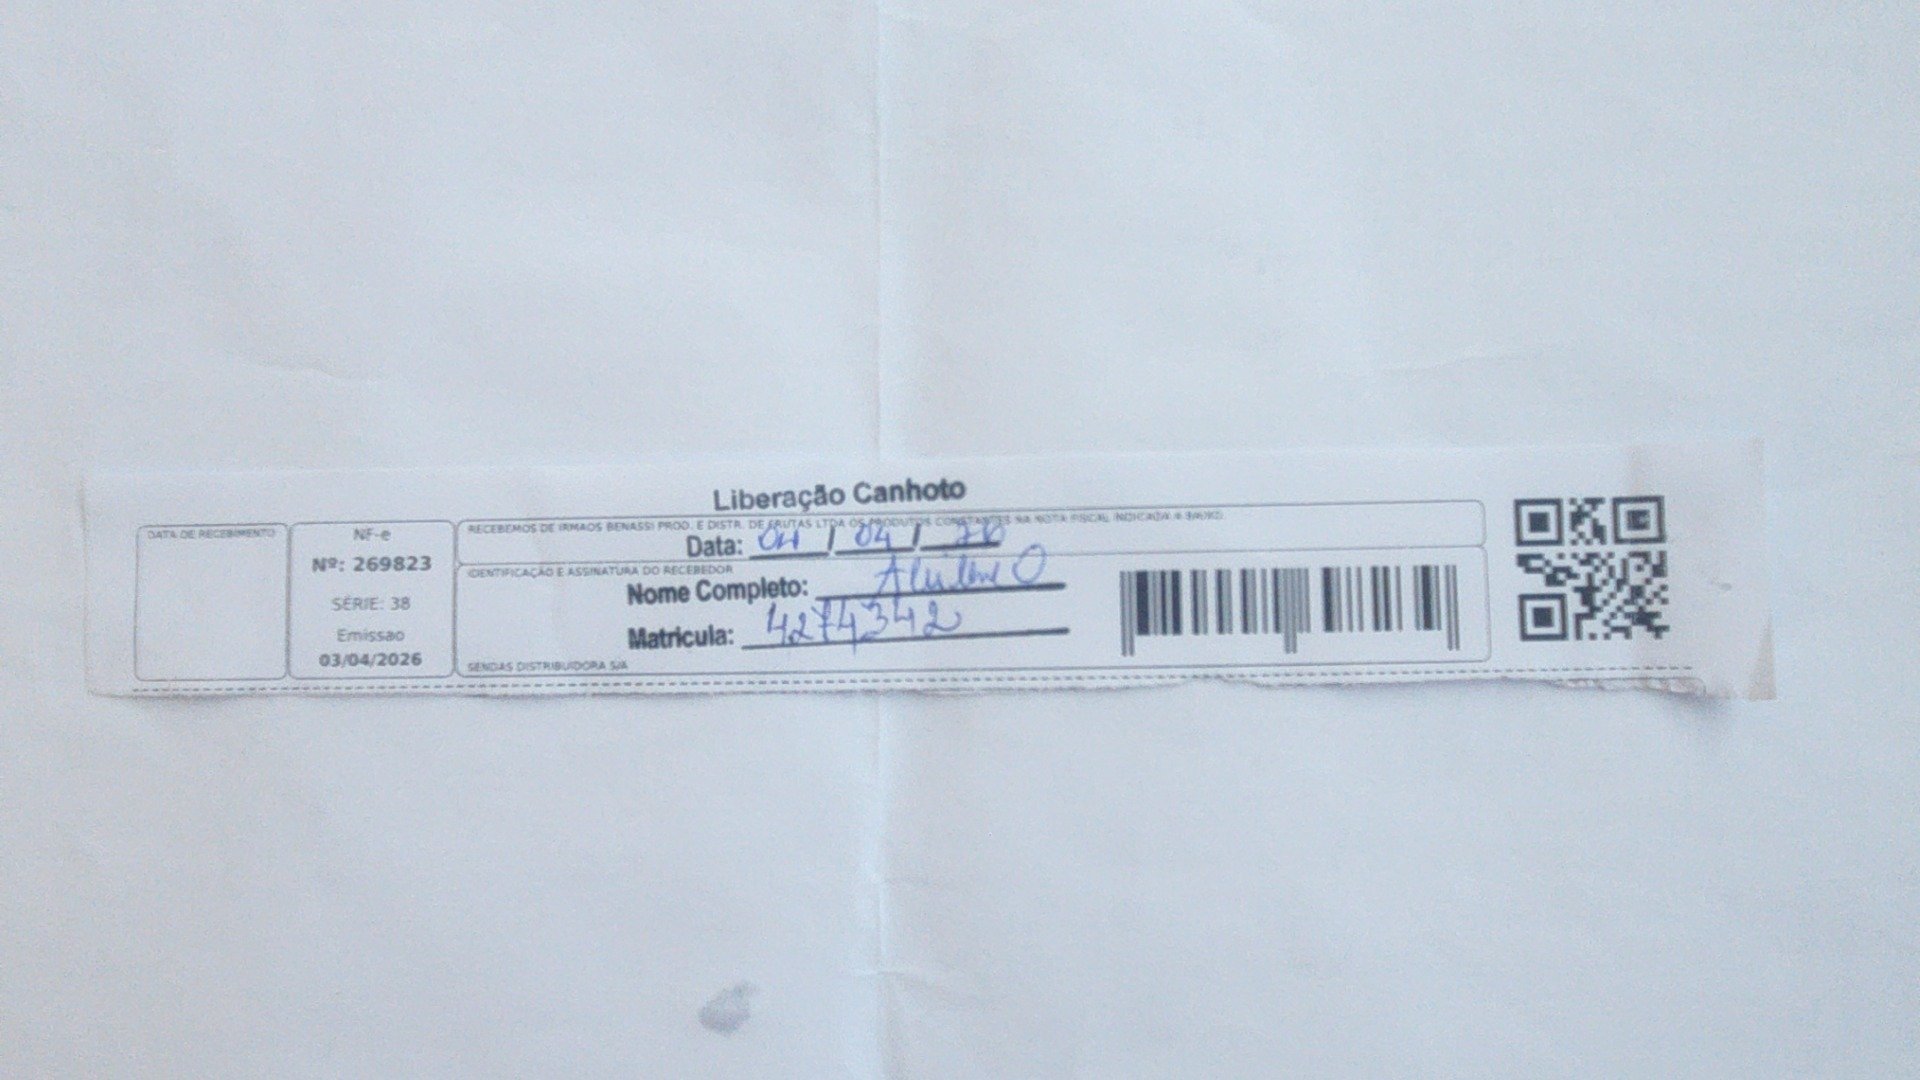 Liberação Canhoto
DATA DE RECEBIMENTO
NF-e
Nº: 269823
SÉRIE: 38
Emissao
03/04/2026
RECEBEMOS DE IRMAOS BENASSI PROD. E DISTR. DE FRUTAS LTDA OS PRODUTOS CONSTANTES NA NOTA FISCAL INDICADA A
Data: 04 / 04 /
IDENTIFICAÇÃO E ASSINATURA DO RECEBEDOR
Nome Completo:
Matricula: 4274342
SENDAS DISTRIBUIDORA S/A